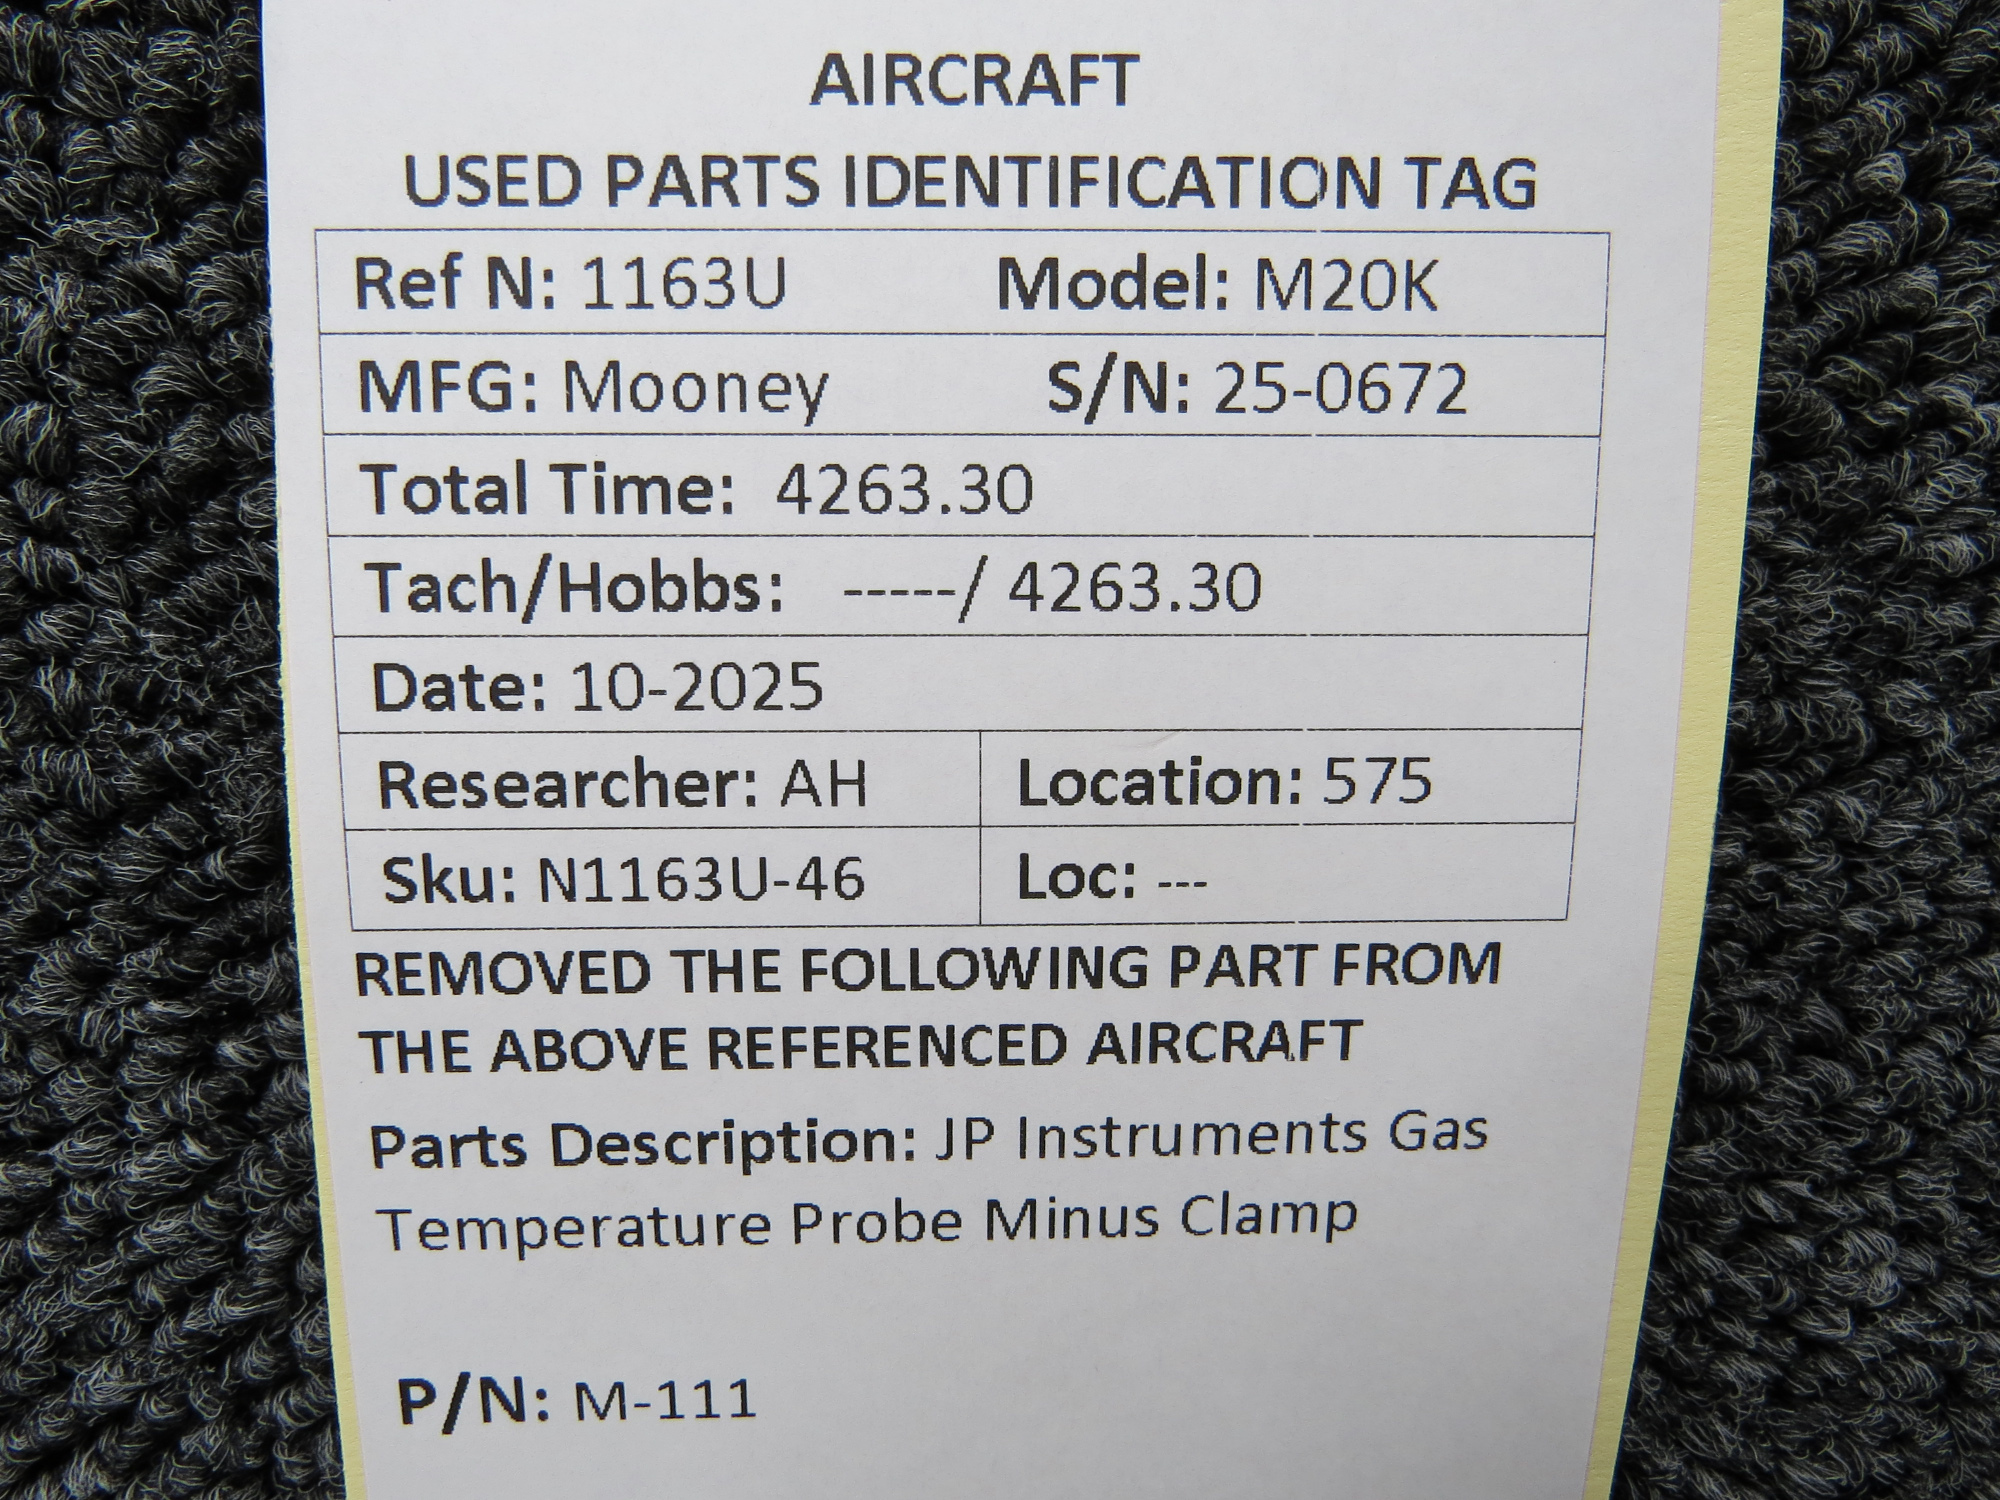 AIRCRAFT
USED PARTS IDENTIFICATION TAG
Ref N: 1163U Model: M20K
MFG: Mooney S/N: 25-0672
Total Time: 4263.30
Tach/Hobbs: -----/ 4263.30
Date: 10-2025
Researcher: AH Location: 575
Sku: N1163U-46 Loc: ---
REMOVED THE FOLLOWING PART FROM
THE ABOVE REFERENCED AIRCRAFT
Parts Description: JP Instruments Gas
Temperature Probe Minus Clamp
P/N: M-111